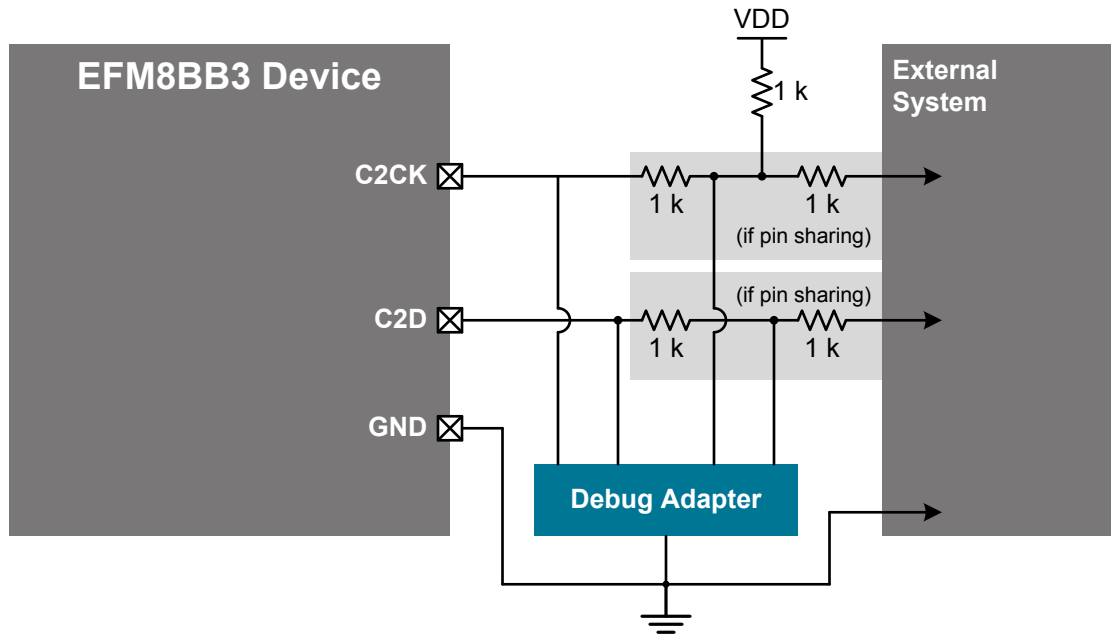 VDD
EFM8BB3 Device
External
System
1 k
C2CK
1 k
1 k
(if pin sharing)
(if pin sharing)
C2D
1 k
1 k
GND
Debug Adapter